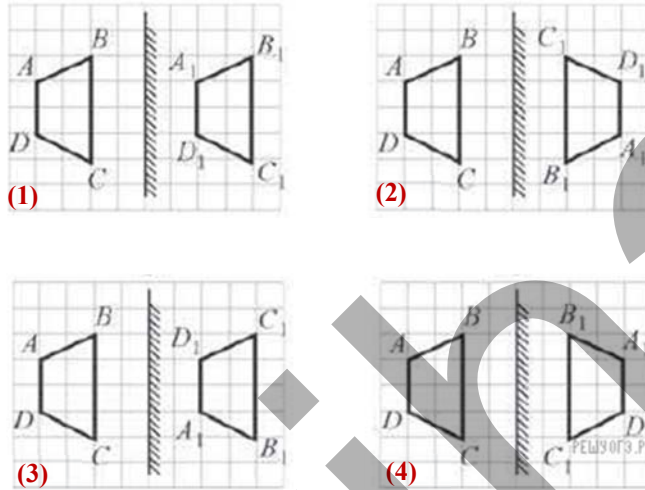 B B₁ B C₁
A A₁ A D₁
D D₁ D A₁
C C₁ C B₁
(1) (2)
B C₁ B B₁
A D₁ A A₁
D A₁ D D
C B₁ C C₁
РЕШУОГЭ.Р
(3) (4)